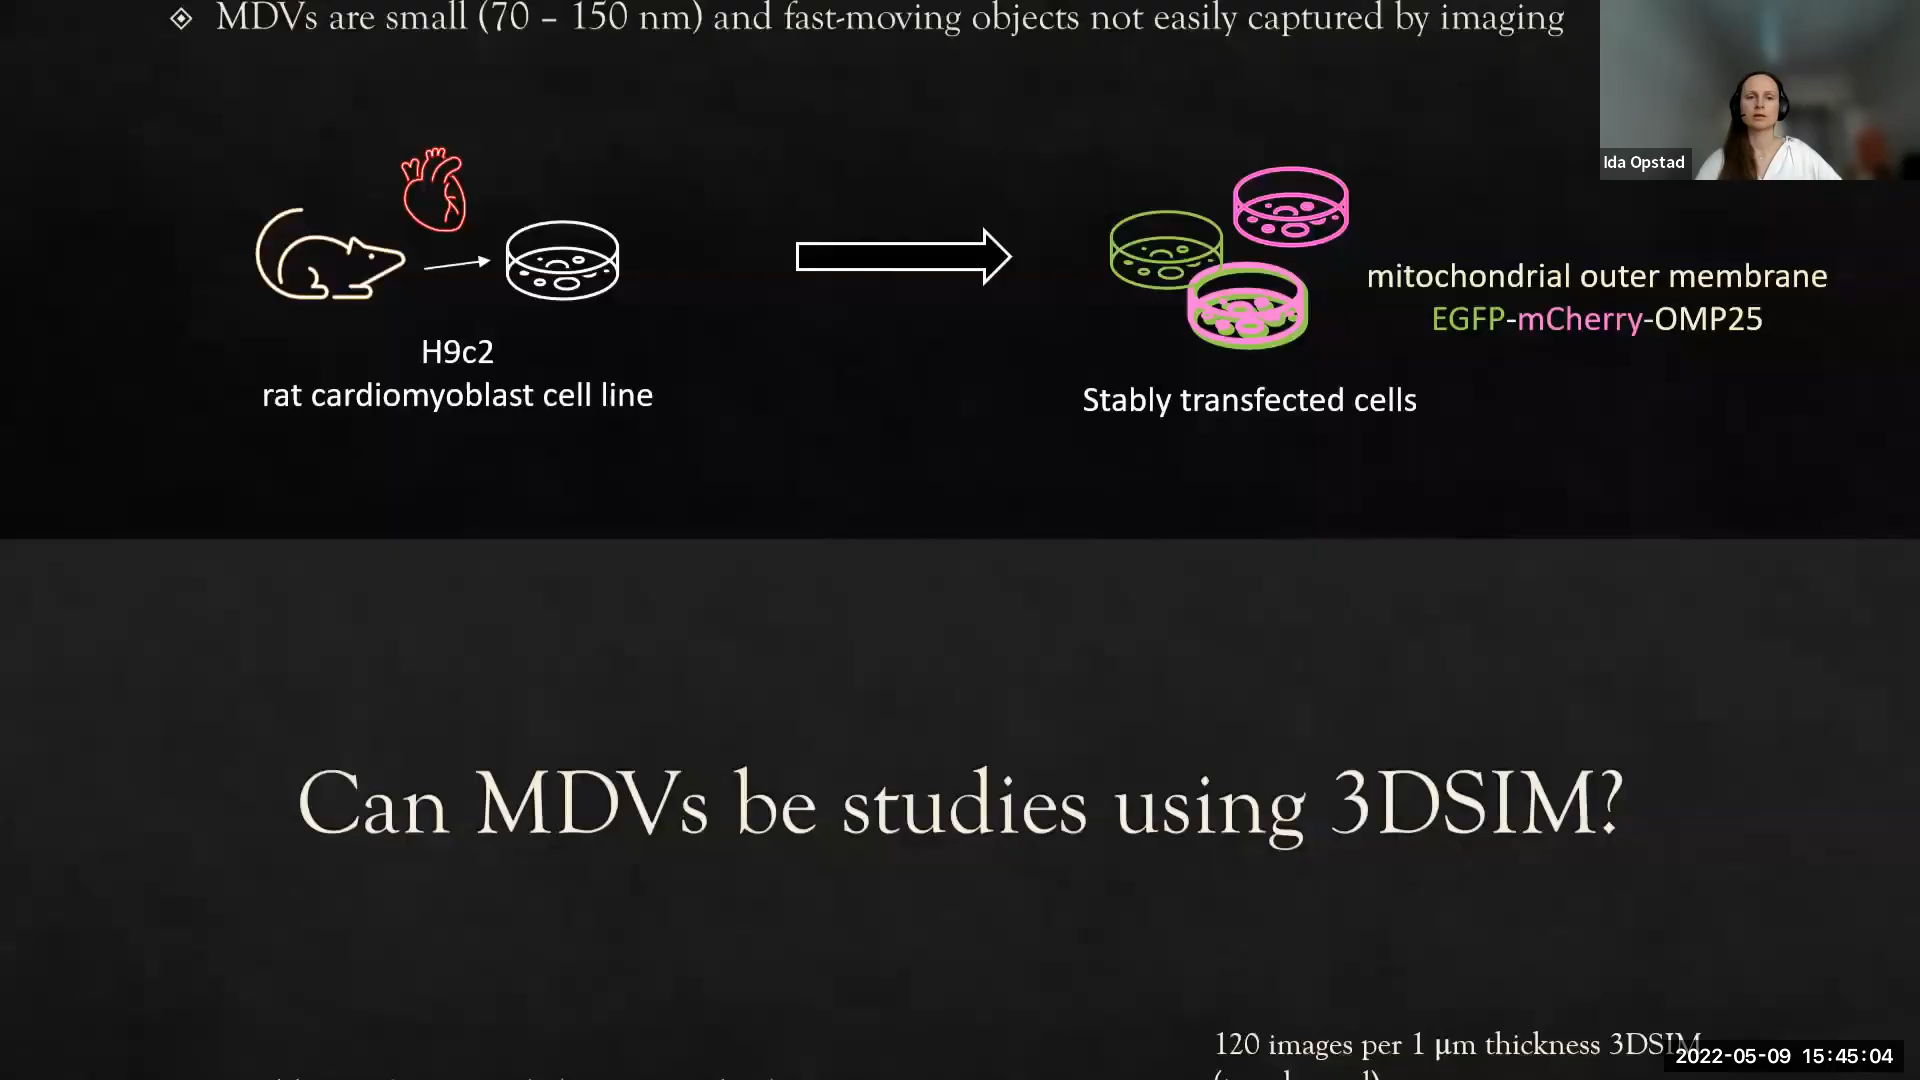 MDVs are small (70 – 150 nm) and fast-moving objects not easily captured by imaging
Ida Opstad
mitochondrial outer membrane
EGFP-mCherry-OMP25
H9c2
rat cardiomyoblast cell line
Stably transfected cells
Can MDVs be studies using 3DSIM?
120 images per 1 µm thickness 3DSIM
2022-05-09 15:45:04